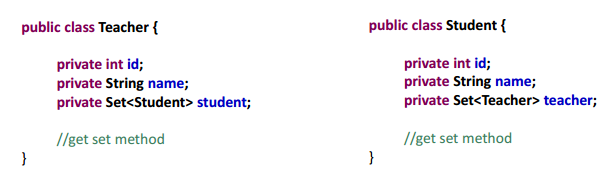 public class Teacher {
private int id;
private String name;
private Set<Student> student;
//get set method
}
public class Student {
private int id;
private String name;
private Set<Teacher> teacher;
//get set method
}